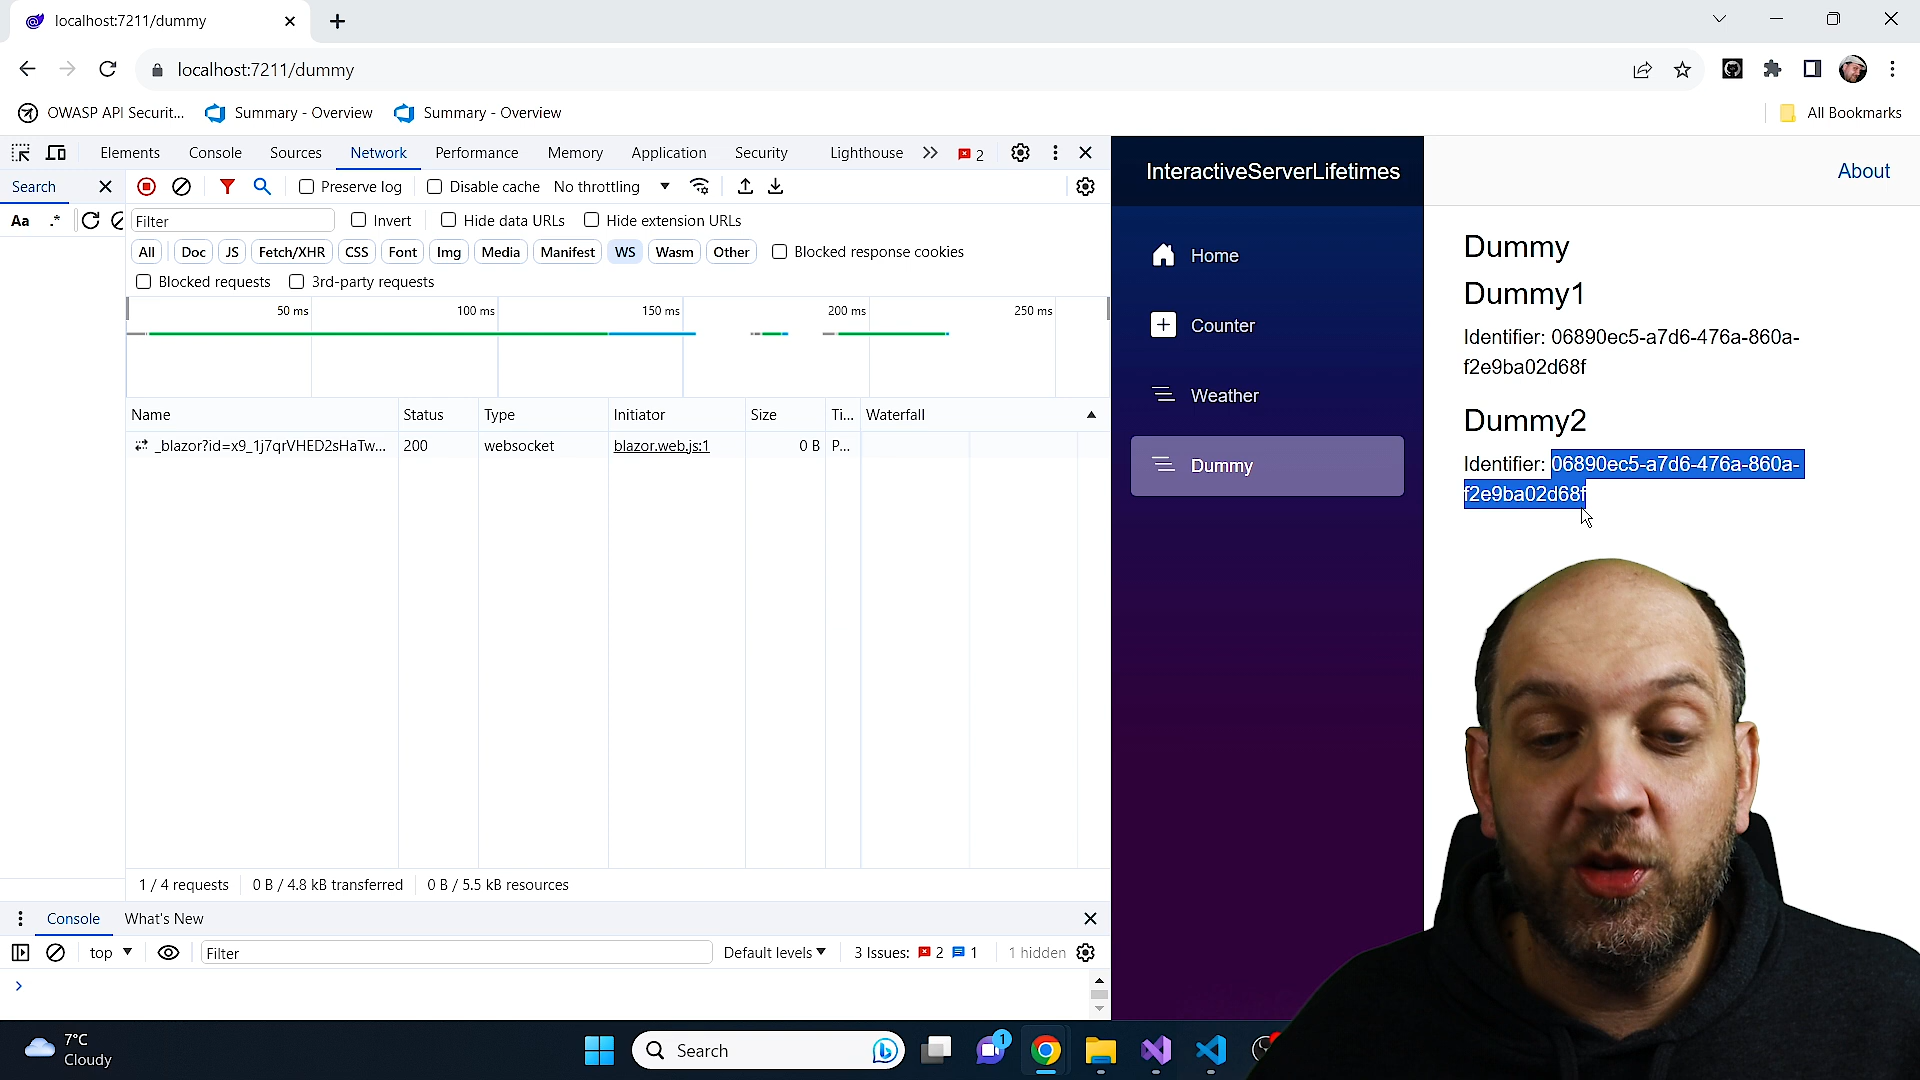 localhost:7211/dummy
localhost:7211/dummy
OWASP API Securit...
Summary - Overview
Summary - Overview
All Bookmarks
Elements
Console
Sources
Network
Performance
Memory
Application
Security
Lighthouse
2
Search
Preserve log
Disable cache
No throttling
Aa
.*
Filter
Invert
Hide data URLs
Hide extension URLs
All
Doc
JS
Fetch/XHR
CSS
Font
Img
Media
Manifest
WS
Wasm
Other
Blocked response cookies
Blocked requests
3rd-party requests
50 ms
100 ms
150 ms
200 ms
250 ms
Name
Status
Type
Initiator
Size
Ti...
Waterfall
_blazor?id=x9_1j7qrVHED2sHaTw...
200
websocket
blazor.web.js:1
0 B
P...
1 / 4 requests
0 B / 4.8 kB transferred
0 B / 5.5 kB resources
Console
What's New
top
Filter
Default levels
3 Issues:
2
1
1 hidden
InteractiveServerLifetimes
Home
Counter
Weather
Dummy
About
Dummy
Dummy1
Identifier: 06890ec5-a7d6-476a-860a-
f2e9ba02d68f
Dummy2
Identifier: 06890ec5-a7d6-476a-860a-
f2e9ba02d68f
7°C
Cloudy
Search
1